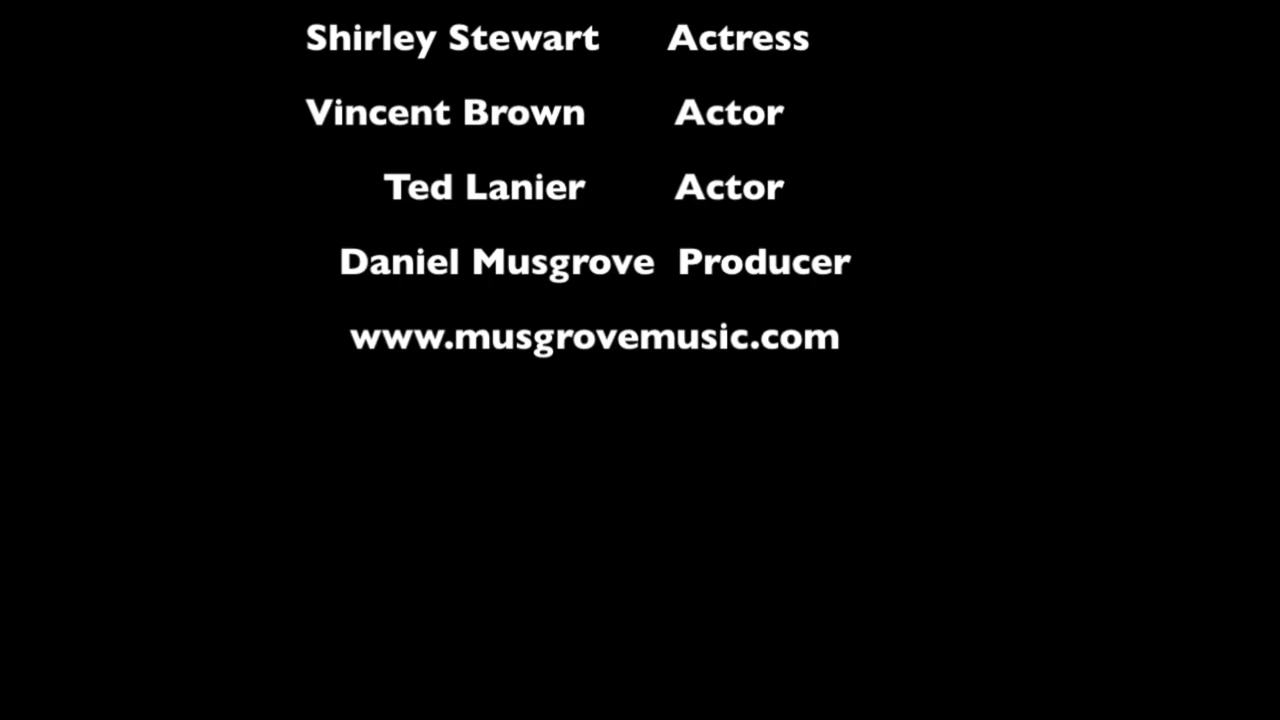 Shirley Stewart Actress
Vincent Brown Actor
Ted Lanier Actor
Daniel Musgrove Producer
www.musgrovemusic.com